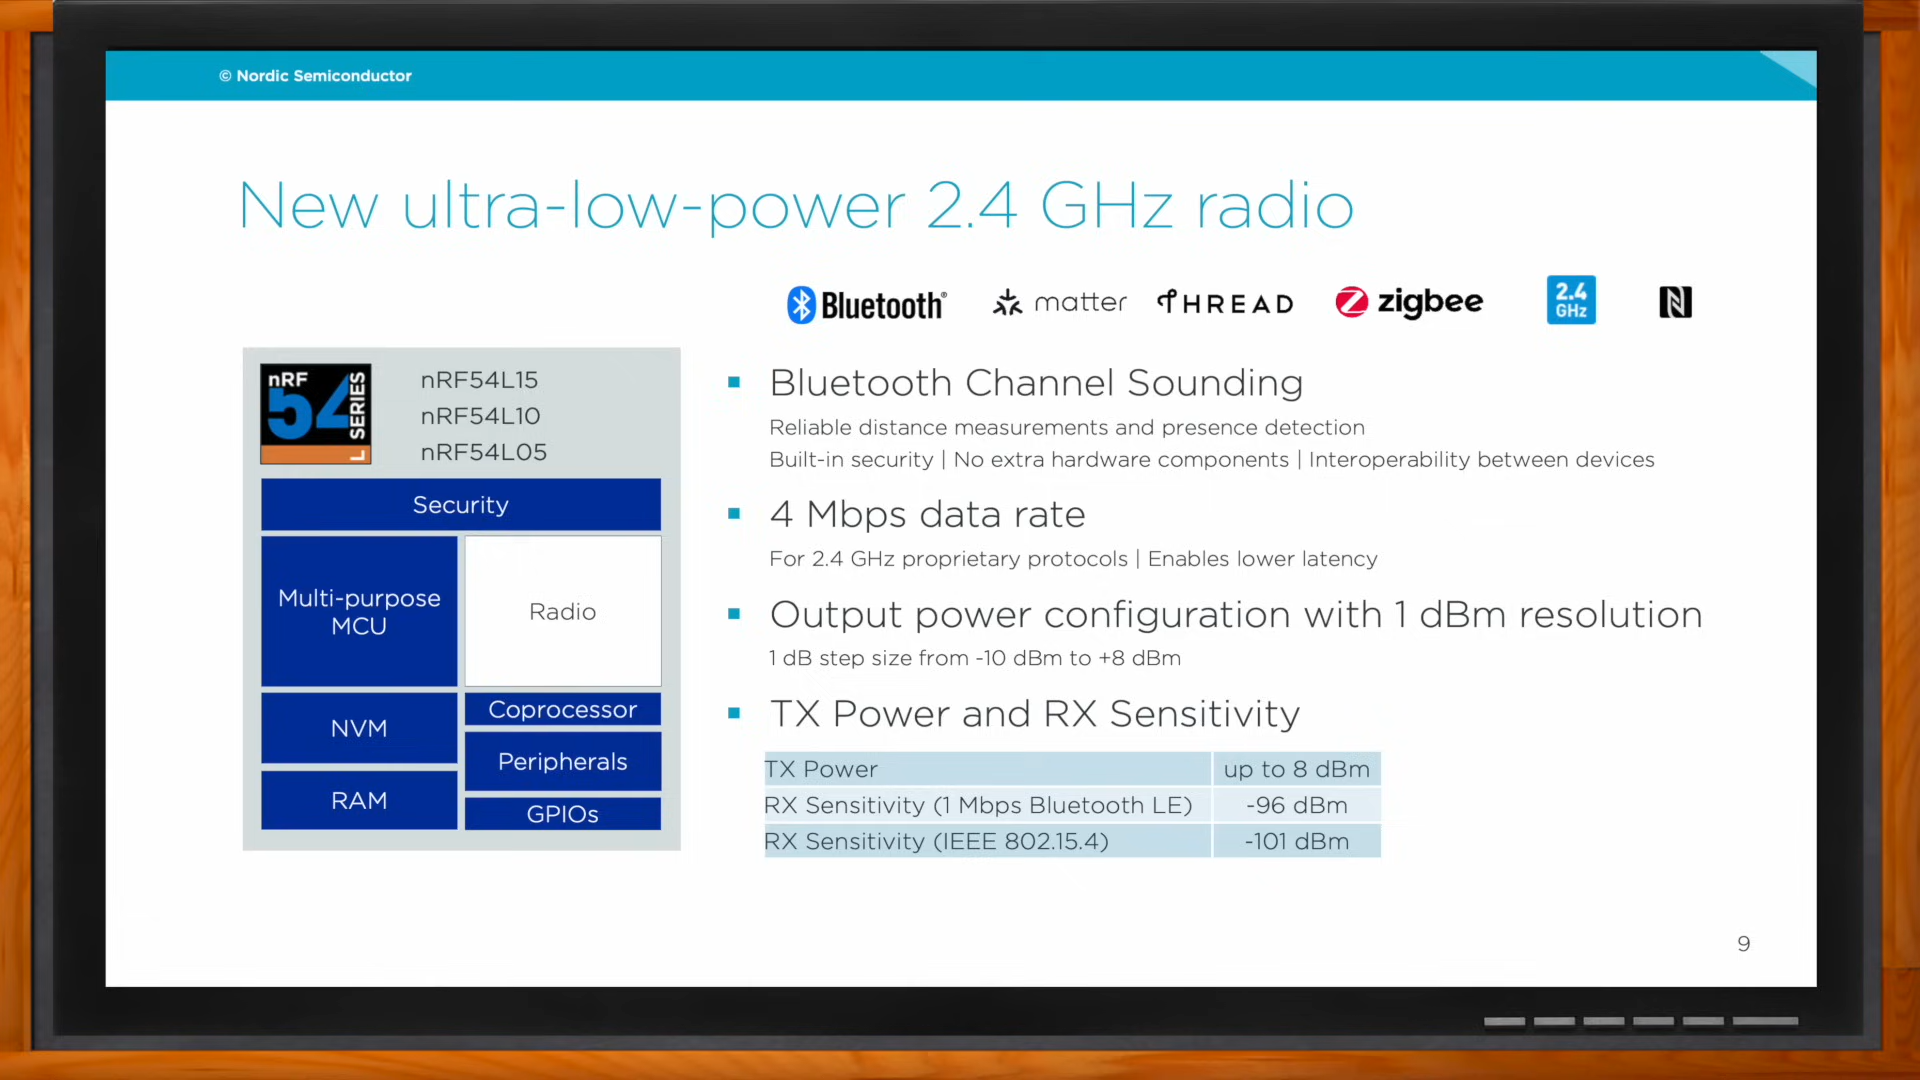 © Nordic Semiconductor
New ultra-low-power 2.4 GHz radio
Bluetooth®
matter
THREAD
zigbee
2.4
GHz
N
nRF
54
SERIES
L
nRF54L15
nRF54L10
nRF54L05
Security
Multi-purpose
MCU
Radio
NVM
Coprocessor
Peripherals
RAM
GPIOs
▪ Bluetooth Channel Sounding
Reliable distance measurements and presence detection
Built-in security | No extra hardware components | Interoperability between devices
▪ 4 Mbps data rate
For 2.4 GHz proprietary protocols | Enables lower latency
▪ Output power configuration with 1 dBm resolution
1 dB step size from -10 dBm to +8 dBm
▪ TX Power and RX Sensitivity
TX Power up to 8 dBm
RX Sensitivity (1 Mbps Bluetooth LE) -96 dBm
RX Sensitivity (IEEE 802.15.4) -101 dBm
9